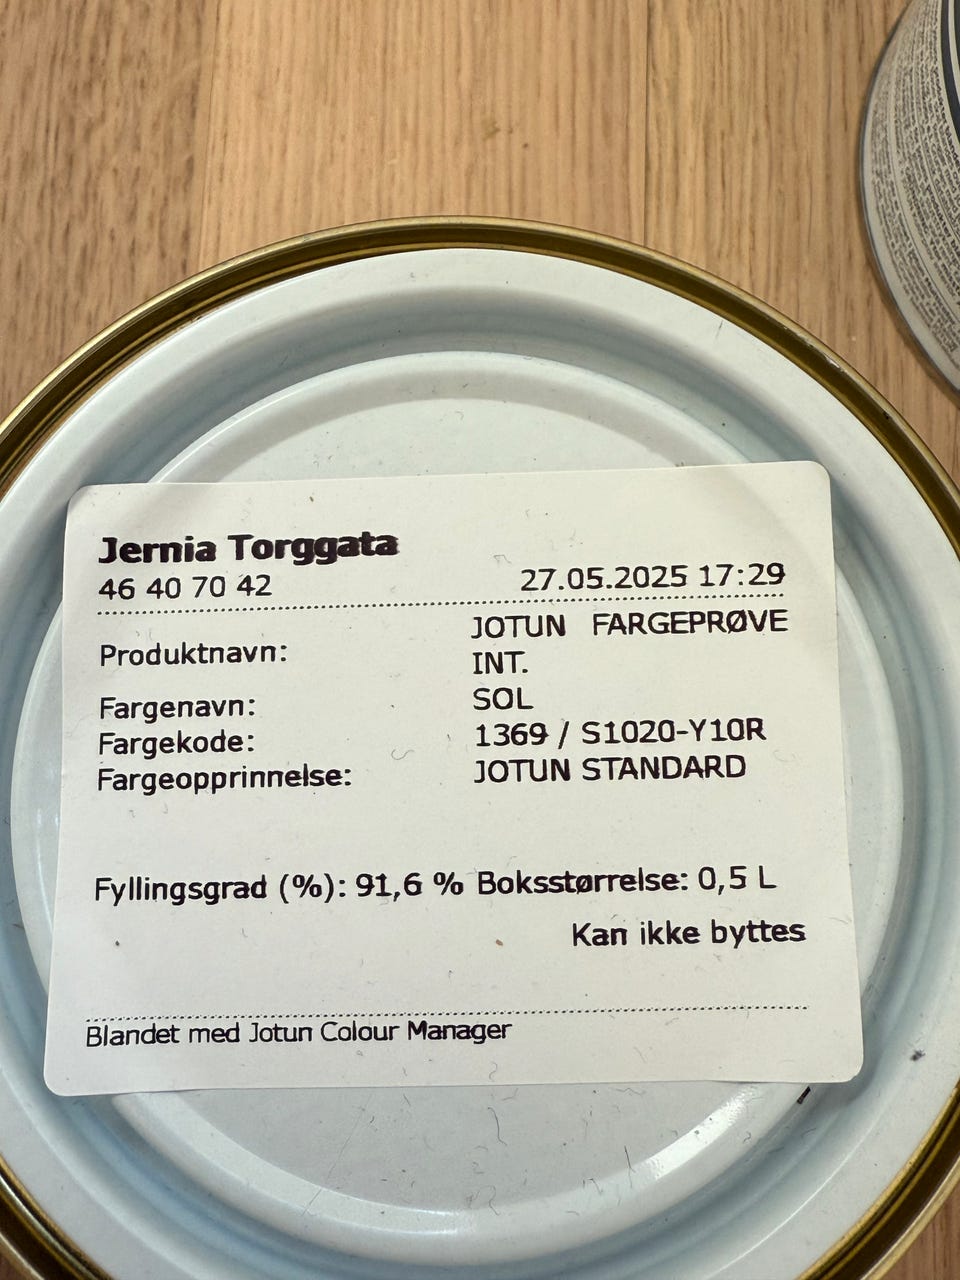 Jernia Torggata
46 40 70 42 27.05.2025 17:29
Produktnavn: JOTUN FARGEPRØVE
INT.
Fargenavn: SOL
Fargekode: 1369 / S1020-Y10R
Fargeopprinnelse: JOTUN STANDARD
Fyllingsgrad (%): 91,6 % Boksstørrelse: 0,5 L
Kan ikke byttes
Blandet med Jotun Colour Manager